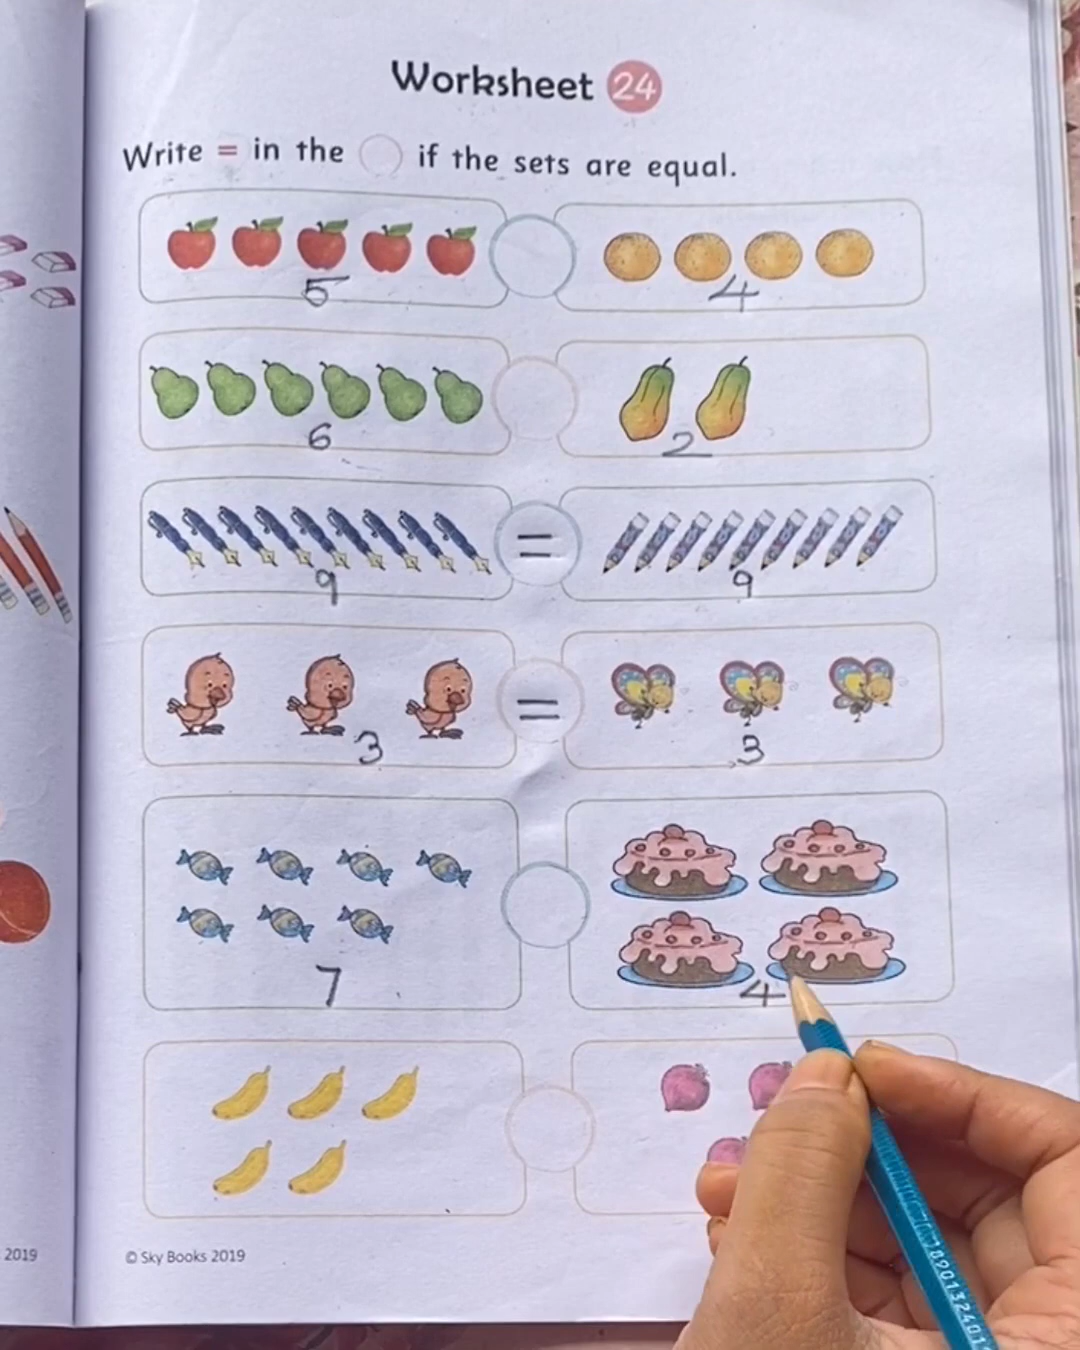 Worksheet 24
Write = in the ◯ if the sets are equal.
5 4
6 2
9 = 9
3 = 3
7 4
2019
© Sky Books 2019